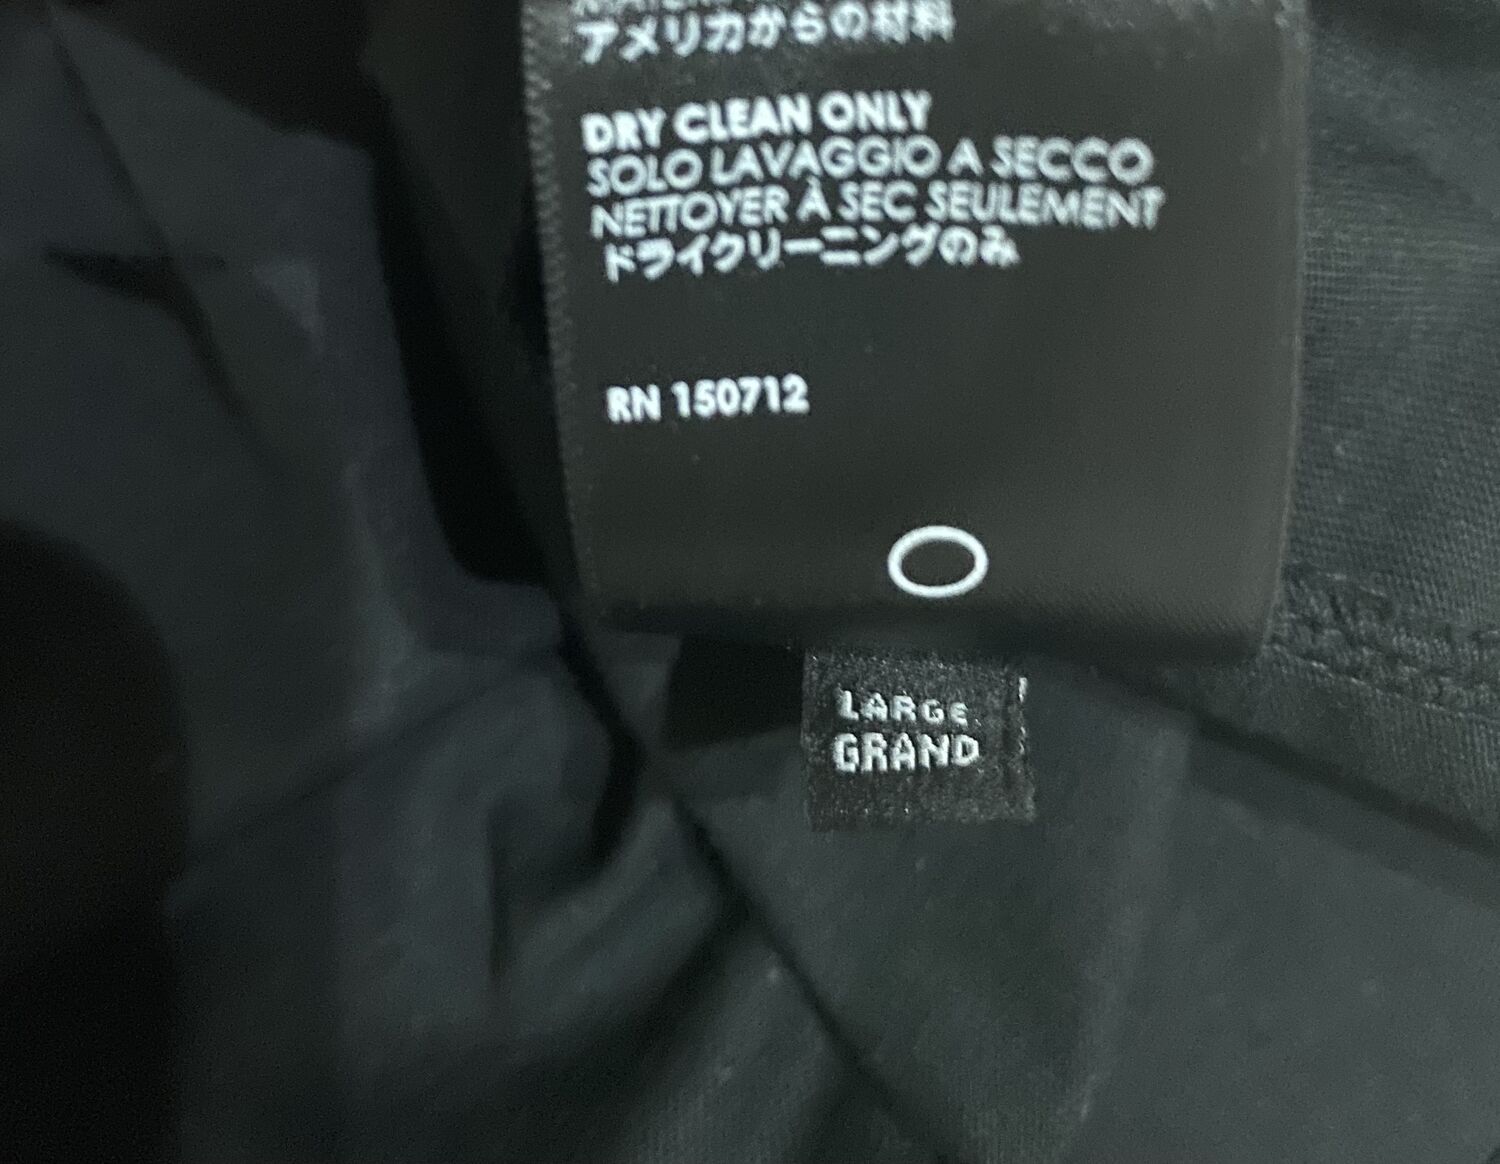 アメリカからの材料
DRY CLEAN ONLY
SOLO LAVAGGIO A SECCO
NETTOYER À SEC SEULEMENT
ドライクリーニングのみ
RN 150712
LARGE
GRAND